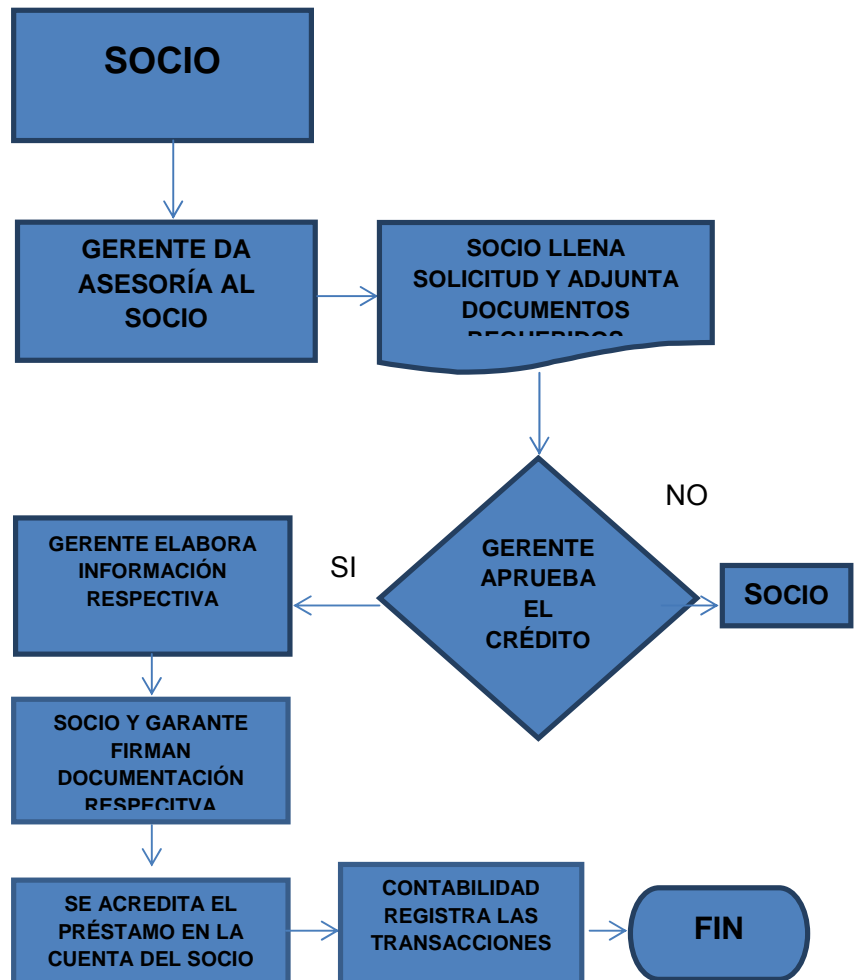 SOCIO
GERENTE DA
ASESORÍA AL
SOCIO
SOCIO LLENA
SOLICITUD Y ADJUNTA
DOCUMENTOS
REQUERIDOS
GERENTE
APRUEBA
EL
CRÉDITO
NO
SOCIO
SI
GERENTE ELABORA
INFORMACIÓN
RESPECTIVA
SOCIO Y GARANTE
FIRMAN
DOCUMENTACIÓN
RESPECITVA
SE ACREDITA EL
PRÉSTAMO EN LA
CUENTA DEL SOCIO
CONTABILIDAD
REGISTRA LAS
TRANSACCIONES
FIN